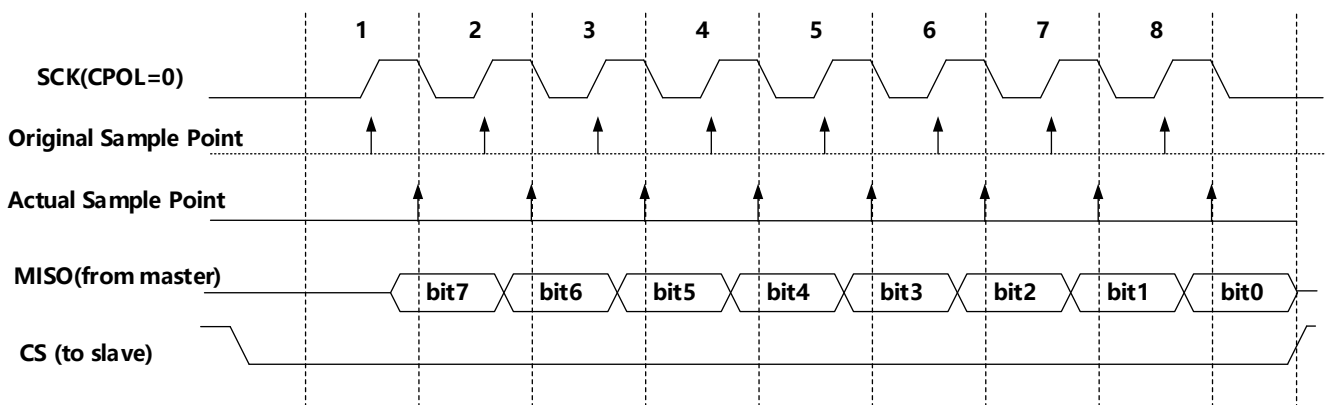 1 2 3 4 5 6 7 8
SCK(CPOL=0)
Original Sample Point
Actual Sample Point
MISO(from master) bit7 bit6 bit5 bit4 bit3 bit2 bit1 bit0
CS (to slave)